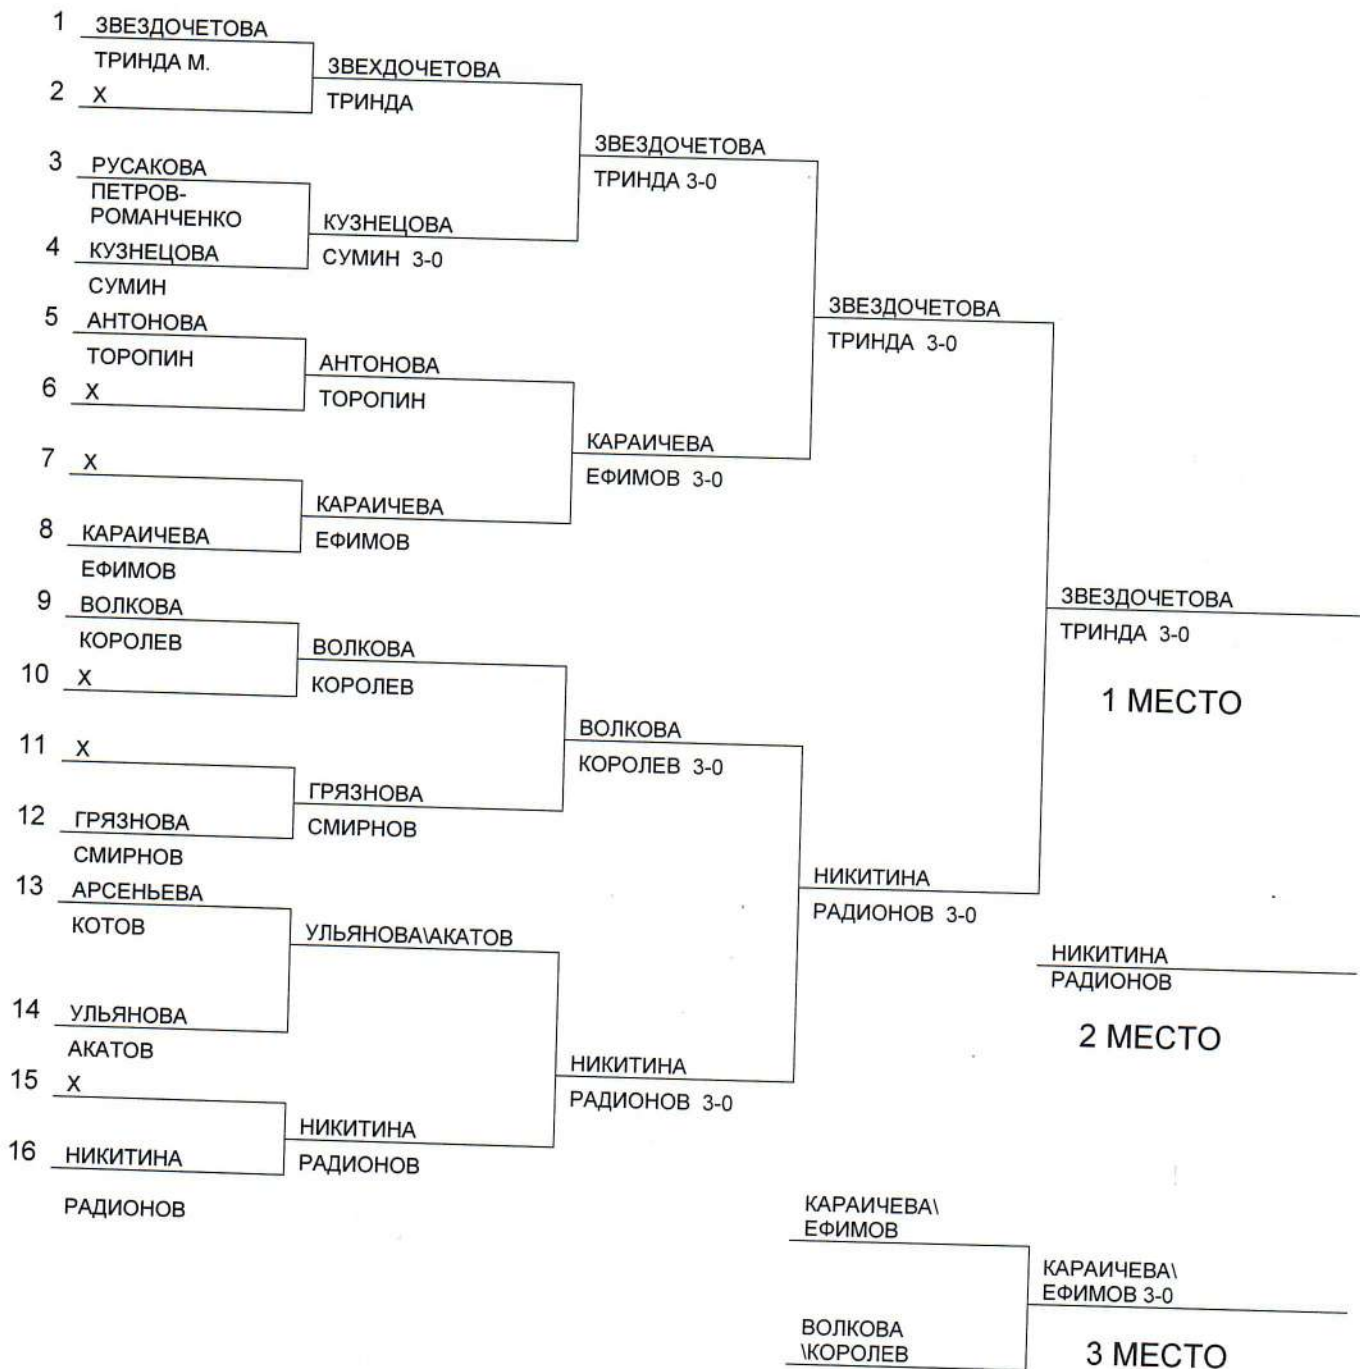 1 ЗВЕЗДОЧЕТОВА
ТРИНДА М.
2 X
3 РУСАКОВА
ПЕТРОВ-
РОМАНЧЕНКО
4 КУЗНЕЦОВА
СУМИН
5 АНТОНОВА
ТОРОПИН
6 X
7 X
8 КАРАИЧЕВА
ЕФИМОВ
9 ВОЛКОВА
КОРОЛЕВ
10 X
11 X
12 ГРЯЗНОВА
СМИРНОВ
13 АРСЕНЬЕВА
КОТОВ
14 УЛЬЯНОВА
АКАТОВ
15 X
16 НИКИТИНА
РАДИОНОВ
ЗВЕХДОЧЕТОВА
ТРИНДА
КУЗНЕЦОВА
СУМИН 3-0
АНТОНОВА
ТОРОПИН
КАРАИЧЕВА
ЕФИМОВ
ВОЛКОВА
КОРОЛЕВ
ГРЯЗНОВА
СМИРНОВ
УЛЬЯНОВА\АКАТОВ
НИКИТИНА
РАДИОНОВ
ЗВЕЗДОЧЕТОВА
ТРИНДА 3-0
КАРАИЧЕВА
ЕФИМОВ 3-0
ВОЛКОВА
КОРОЛЕВ 3-0
НИКИТИНА
РАДИОНОВ 3-0
ЗВЕЗДОЧЕТОВА
ТРИНДА 3-0
НИКИТИНА
РАДИОНОВ 3-0
ЗВЕЗДОЧЕТОВА
ТРИНДА 3-0
1 МЕСТО
НИКИТИНА
РАДИОНОВ
2 МЕСТО
КАРАИЧЕВА\
ЕФИМОВ
ВОЛКОВА
\КОРОЛЕВ
КАРАИЧЕВА\
ЕФИМОВ 3-0
3 МЕСТО